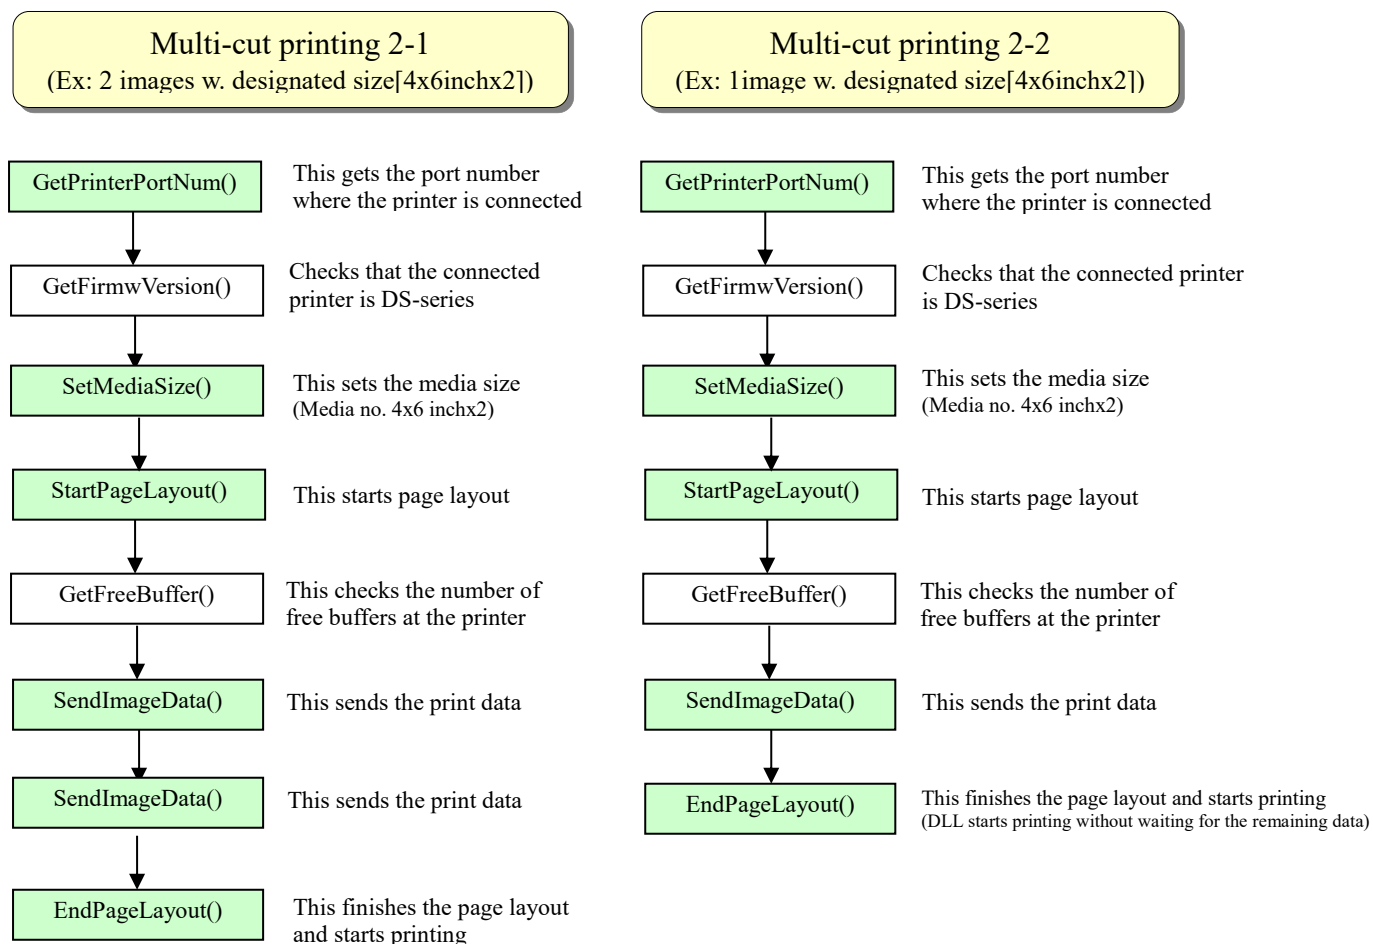 Multi-cut printing 2-1
(Ex: 2 images w. designated size[4x6inchx2])
GetPrinterPortNum()
This gets the port number
where the printer is connected
GetFirmwVersion()
Checks that the connected
printer is DS-series
SetMediaSize()
This sets the media size
(Media no. 4x6 inchx2)
StartPageLayout()
This starts page layout
GetFreeBuffer()
This checks the number of
free buffers at the printer
SendImageData()
This sends the print data
SendImageData()
This sends the print data
EndPageLayout()
This finishes the page layout
and starts printing
Multi-cut printing 2-2
(Ex: 1image w. designated size[4x6inchx2])
GetPrinterPortNum()
This gets the port number
where the printer is connected
GetFirmwVersion()
Checks that the connected printer
is DS-series
SetMediaSize()
This sets the media size
(Media no. 4x6 inchx2)
StartPageLayout()
This starts page layout
GetFreeBuffer()
This checks the number of
free buffers at the printer
SendImageData()
This sends the print data
EndPageLayout()
This finishes the page layout and starts printing
(DLL starts printing without waiting for the remaining data)